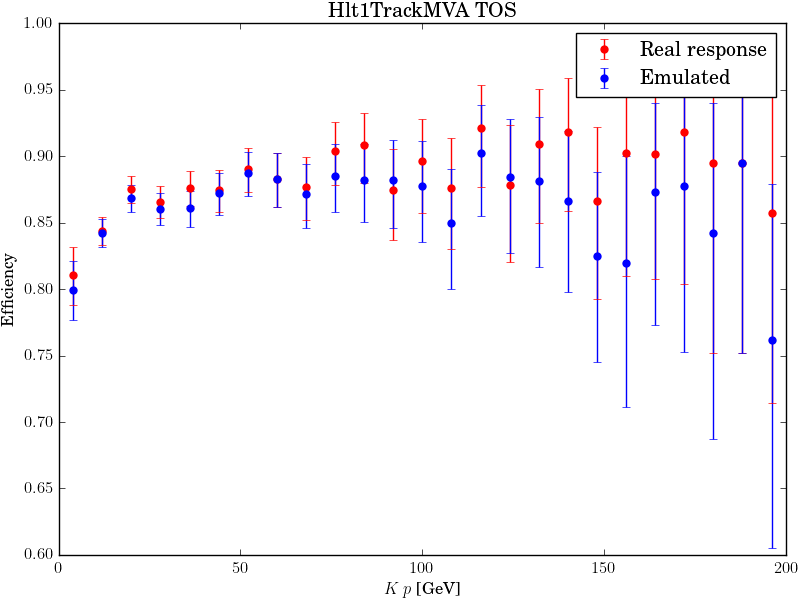 Hlt1TrackMVA TOS
1.00
0.95
0.90
0.85
0.80
0.75
0.70
0.65
0.60
Efficiency
Real response
Emulated
0 50 100 150 200
K p [GeV]